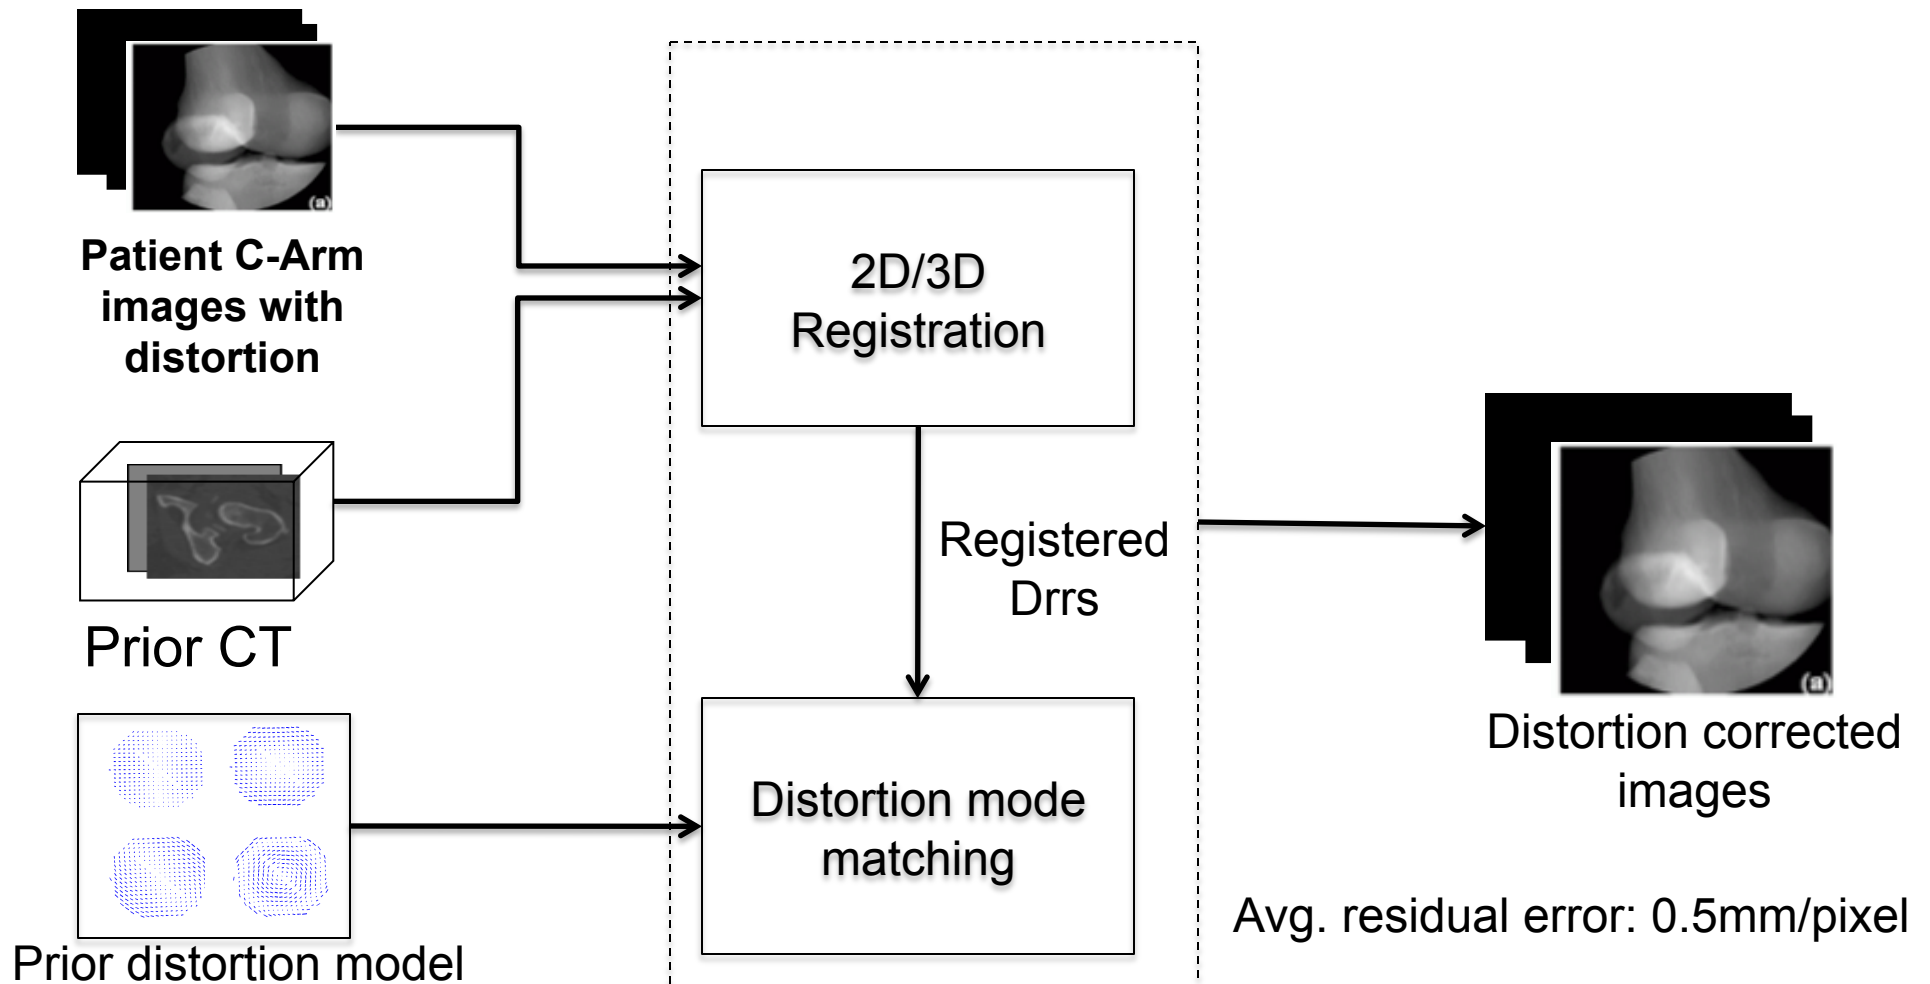 (a)
Patient C-Arm
images with
distortion
Prior CT
Prior distortion model
2D/3D
Registration
Registered
Drrs
Distortion mode
matching
(a)
Distortion corrected
images
Avg. residual error: 0.5mm/pixel